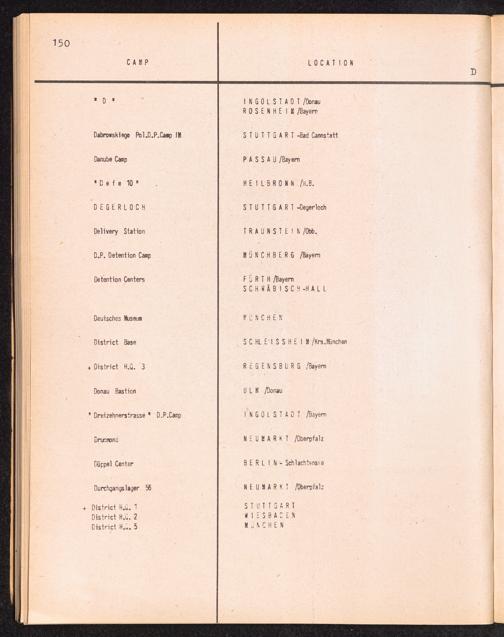 150
CAMP LOCATION
D
" D " INGOLSTADT /Donau
ROSENHEIM /Bayern
Dabrowskiego Pol.D.P.Camp IM STUTTGART -Bad Cannstatt
Danube Camp PASSAU /Bayern
"Defe 10" HEILBRONN /n.B.
DEGERLOCH STUTTGART -Degerloch
Delivery Station TRAUNSTEIN /Obb.
D.P. Detention Camp MÜNCHBERG /Bayern
Detention Centers FÜRTH /Bayern
SCHWÄBISCH-HALL
Deutsches Museum MÜNCHEN
District Base SCHLEISSHEIM /Krs.München
+ District H.Q. 3 REGENSBURG /Bayern
Donau Bastion ULM /Donau
" Dreizehnerstrasse " D.P.Camp INGOLSTADT /Bayern
Drummond NEUMARKT /Oberpfalz
Düppel Center BERLIN - Schlachtensee
Durchgangslager 56 NEUMARKT /Oberpfalz
+ District H.Q. 1 STUTTGART
District H.Q. 2 WIESBADEN
District H.Q. 5 MÜNCHEN